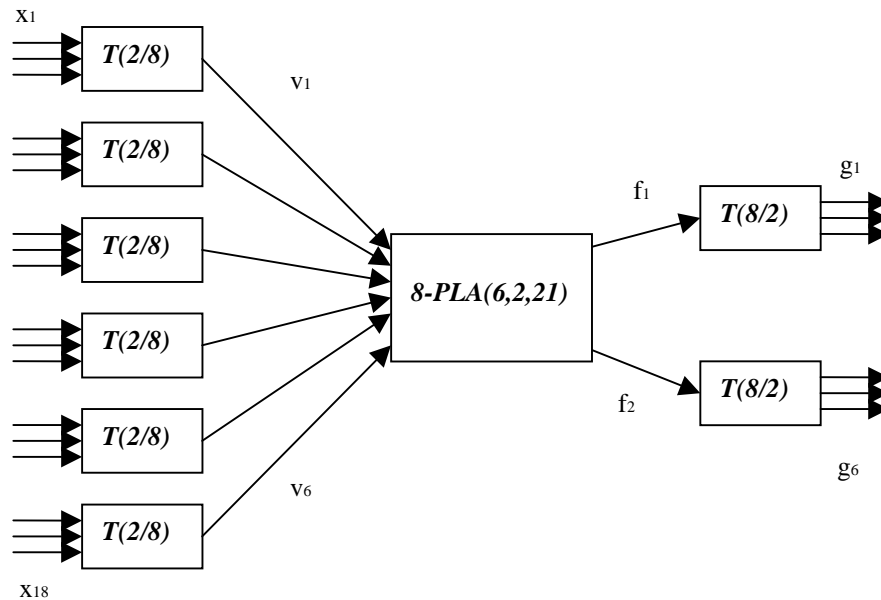 x1
T(2/8)
v1
T(2/8)
T(2/8)
T(2/8)
T(2/8)
T(2/8)
v6
x18
8-PLA(6,2,21)
f1
T(8/2)
g1
f2
T(8/2)
g6